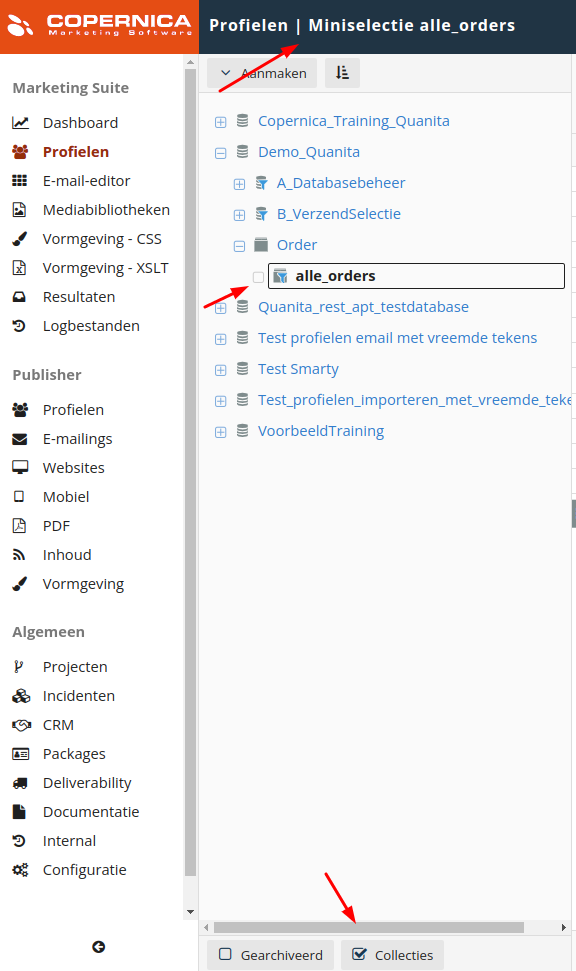 COPERNICA
Marketing Software
Profielen | Miniselectie alle_orders
Marketing Suite
Dashboard
Profielen
E-mail-editor
Mediabibliotheken
Vormgeving - CSS
Vormgeving - XSLT
Resultaten
Logbestanden
Publisher
Profielen
E-mailings
Websites
Mobiel
PDF
Inhoud
Vormgeving
Algemeen
Projecten
Incidenten
CRM
Packages
Deliverability
Documentatie
Internal
Configuratie
Aanmaken
Copernica_Training_Quanita
Demo_Quanita
A_Databasebeheer
B_VerzendSelectie
Order
alle_orders
Quanita_rest_apt_testdatabase
Test profielen email met vreemde tekens
Test Smarty
Test_profielen_importeren_met_vreemde_teke
VoorbeeldTraining
Gearchiveerd
Collecties